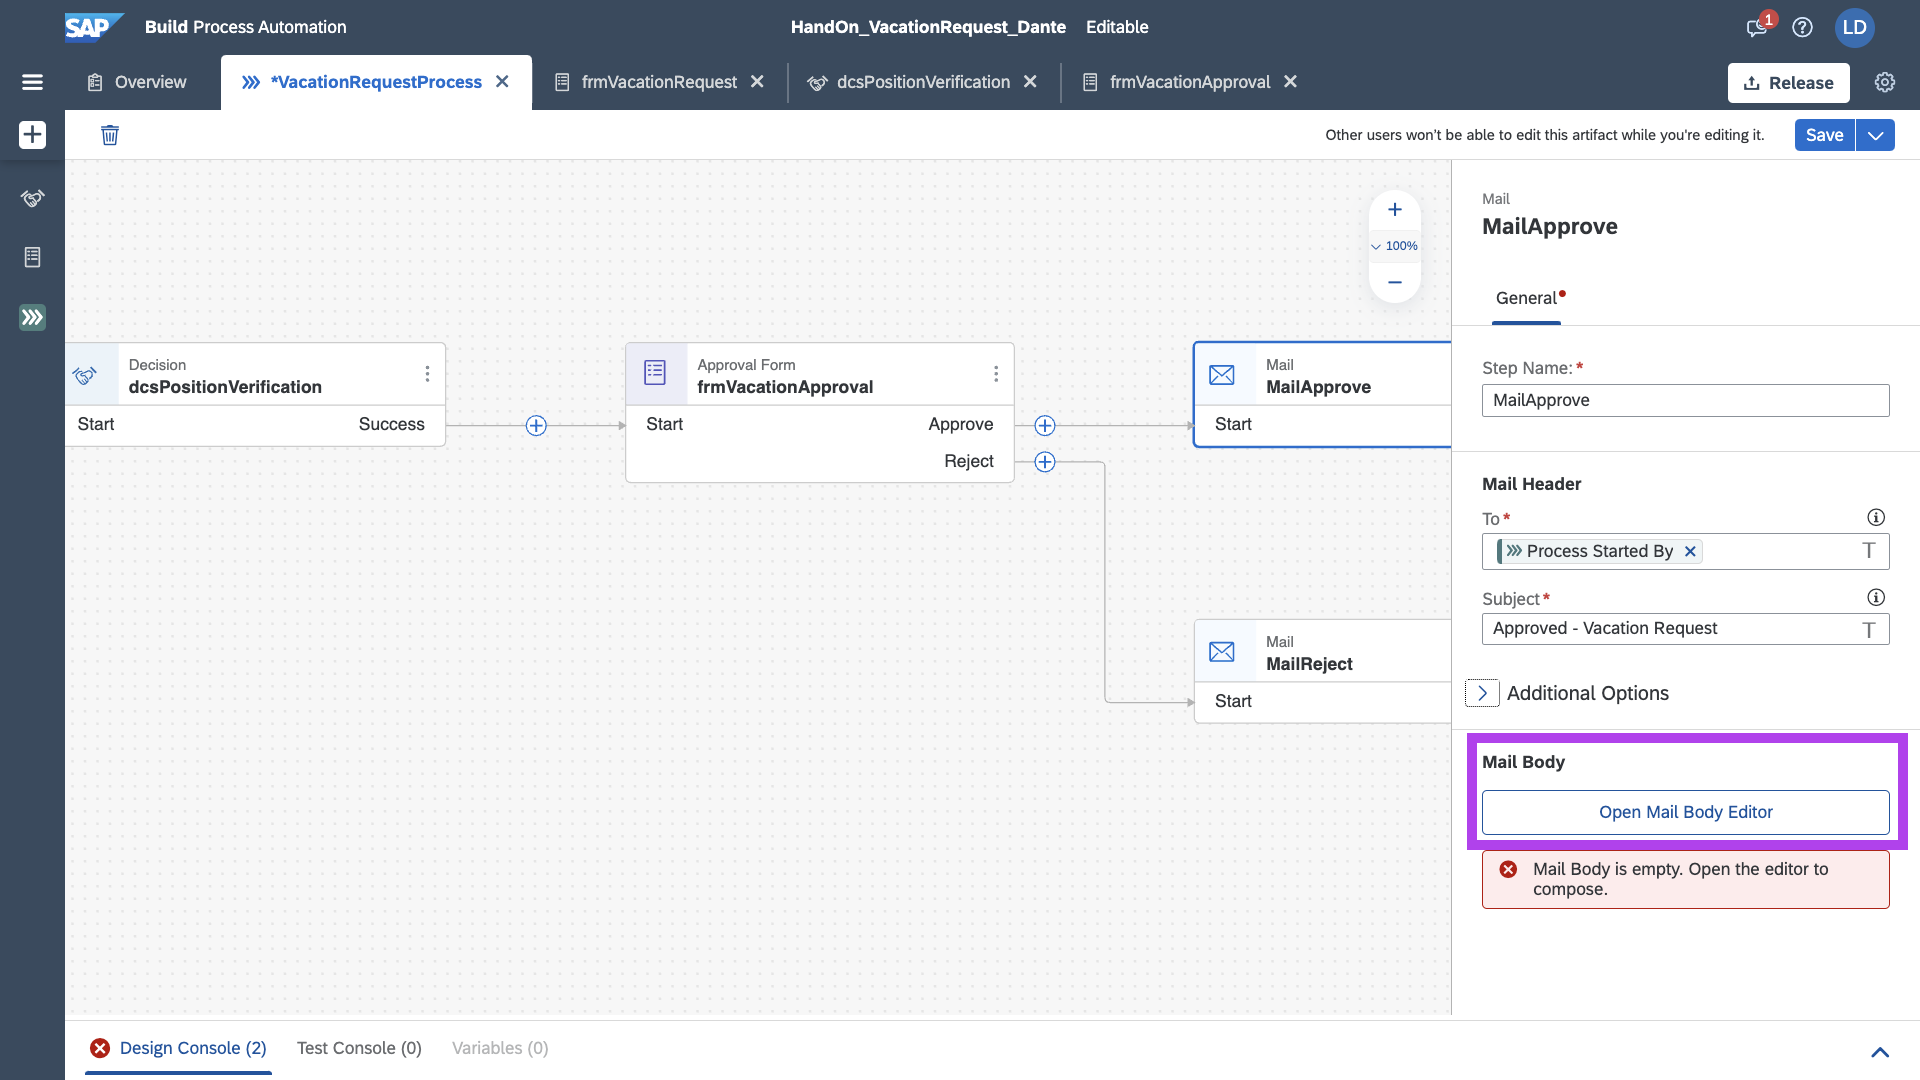 SAP Build Process Automation HandOn_VacationRequest_Dante Editable 1 LD
Overview *VacationRequestProcess frmVacationRequest dcsPositionVerification frmVacationApproval Release
Other users won't be able to edit this artifact while you're editing it. Save
100%
Decision
dcsPositionVerification
Start Success
Approval Form
frmVacationApproval
Start Approve
Reject
Mail
MailApprove
Start
Mail
MailReject
Start
Mail
MailApprove
General
Step Name:*
MailApprove
Mail Header
To*
Process Started By
T
Subject*
Approved - Vacation Request
T
Additional Options
Mail Body
Open Mail Body Editor
Mail Body is empty. Open the editor to
compose.
Design Console (2) Test Console (0) Variables (0)